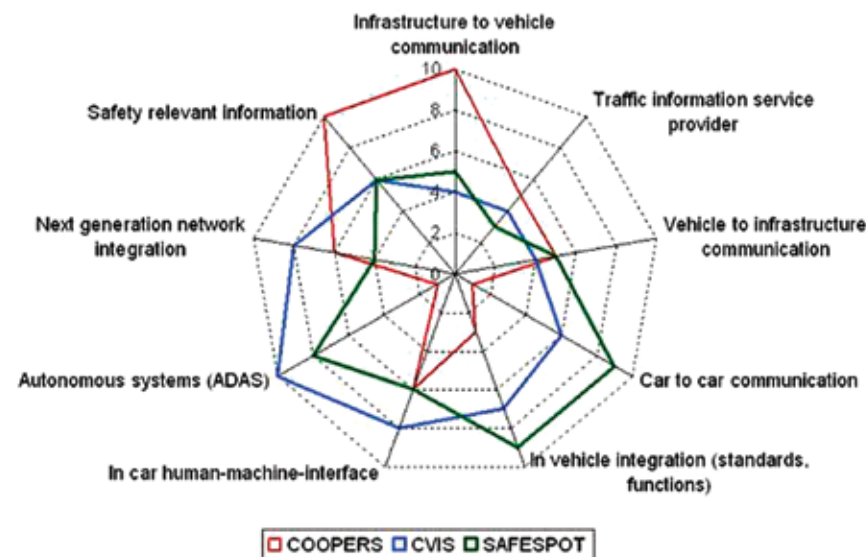 Infrastructure to vehicle
communication
10
Safety relevant information
Traffic information service
provider
8
6
4
Next generation network
integration
Vehicle to infrastructure
communication
2
0
Autonomous systems (ADAS)
Car to car communication
In car human-machine-interface
In vehicle integration (standards,
functions)
COOPERS CVIS SAFESPOT